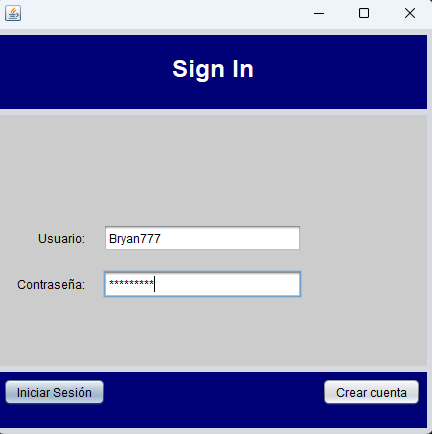 Sign In
Usuario: Bryan777
Contraseña: *********
Iniciar Sesión Crear cuenta